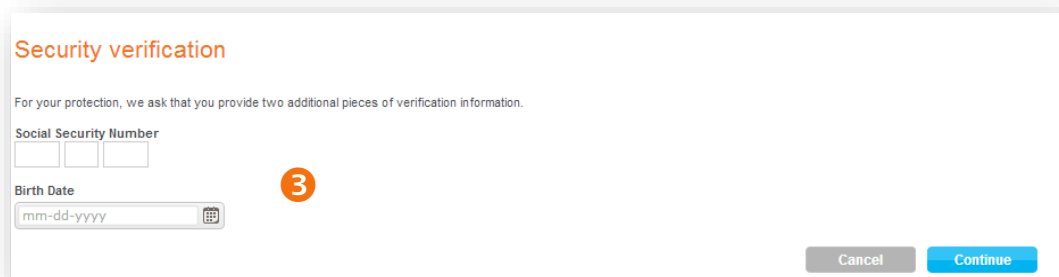 Security verification
For your protection, we ask that you provide two additional pieces of verification information.
Social Security Number
Birth Date
3
mm-dd-yyyy
Cancel Continue